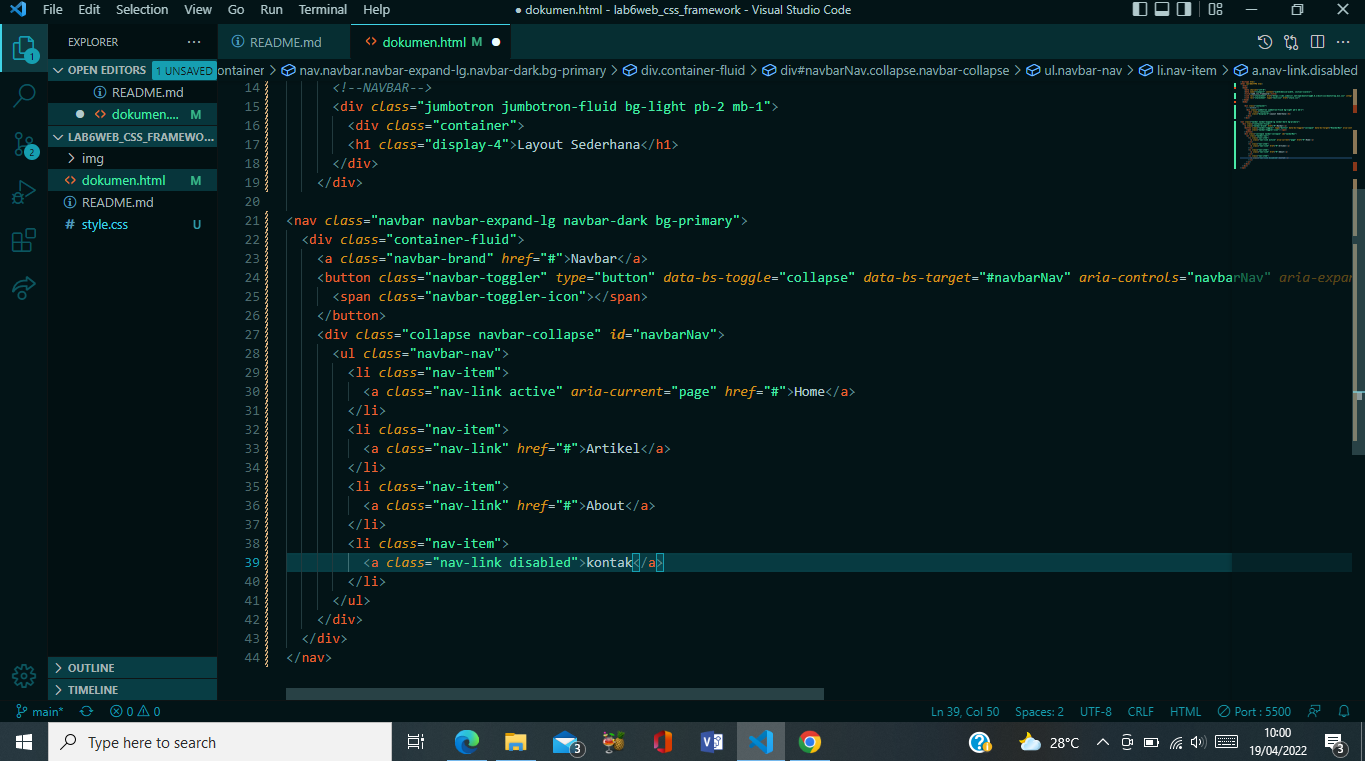 File Edit Selection View Go Run Terminal Help
● dokumen.html - lab6web_css_framework - Visual Studio Code
EXPLORER
README.md
dokumen.html M
OPEN EDITORS 1 UNSAVED
README.md
dokumen.... M
LAB6WEB_CSS_FRAMEWO...
img
dokumen.html M
README.md
# style.css U
OUTLINE
TIMELINE
ontainer > nav.navbar.navbar-expand-lg.navbar-dark.bg-primary > div.container-fluid > div#navbarNav.collapse.navbar-collapse > ul.navbar-nav > li.nav-item > a.nav-link.disabled
14 <!--NAVBAR-->
15 <div class="jumbotron jumbotron-fluid bg-light pb-2 mb-1">
16 <div class="container">
17 <h1 class="display-4">Layout Sederhana</h1>
18 </div>
19 </div>
20
21 <nav class="navbar navbar-expand-lg navbar-dark bg-primary">
22 <div class="container-fluid">
23 <a class="navbar-brand" href="#">Navbar</a>
24 <button class="navbar-toggler" type="button" data-bs-toggle="collapse" data-bs-target="#navbarNav" aria-controls="navbarNav" aria-expan
25 <span class="navbar-toggler-icon"></span>
26 </button>
27 <div class="collapse navbar-collapse" id="navbarNav">
28 <ul class="navbar-nav">
29 <li class="nav-item">
30 <a class="nav-link active" aria-current="page" href="#">Home</a>
31 </li>
32 <li class="nav-item">
33 <a class="nav-link" href="#">Artikel</a>
34 </li>
35 <li class="nav-item">
36 <a class="nav-link" href="#">About</a>
37 </li>
38 <li class="nav-item">
39 <a class="nav-link disabled">kontak</a>
40 </li>
41 </ul>
42 </div>
43 </div>
44 </nav>
main* 0 0
Ln 39, Col 50 Spaces: 2 UTF-8 CRLF HTML Port : 5500
Type here to search
28°C
10:00
19/04/2022